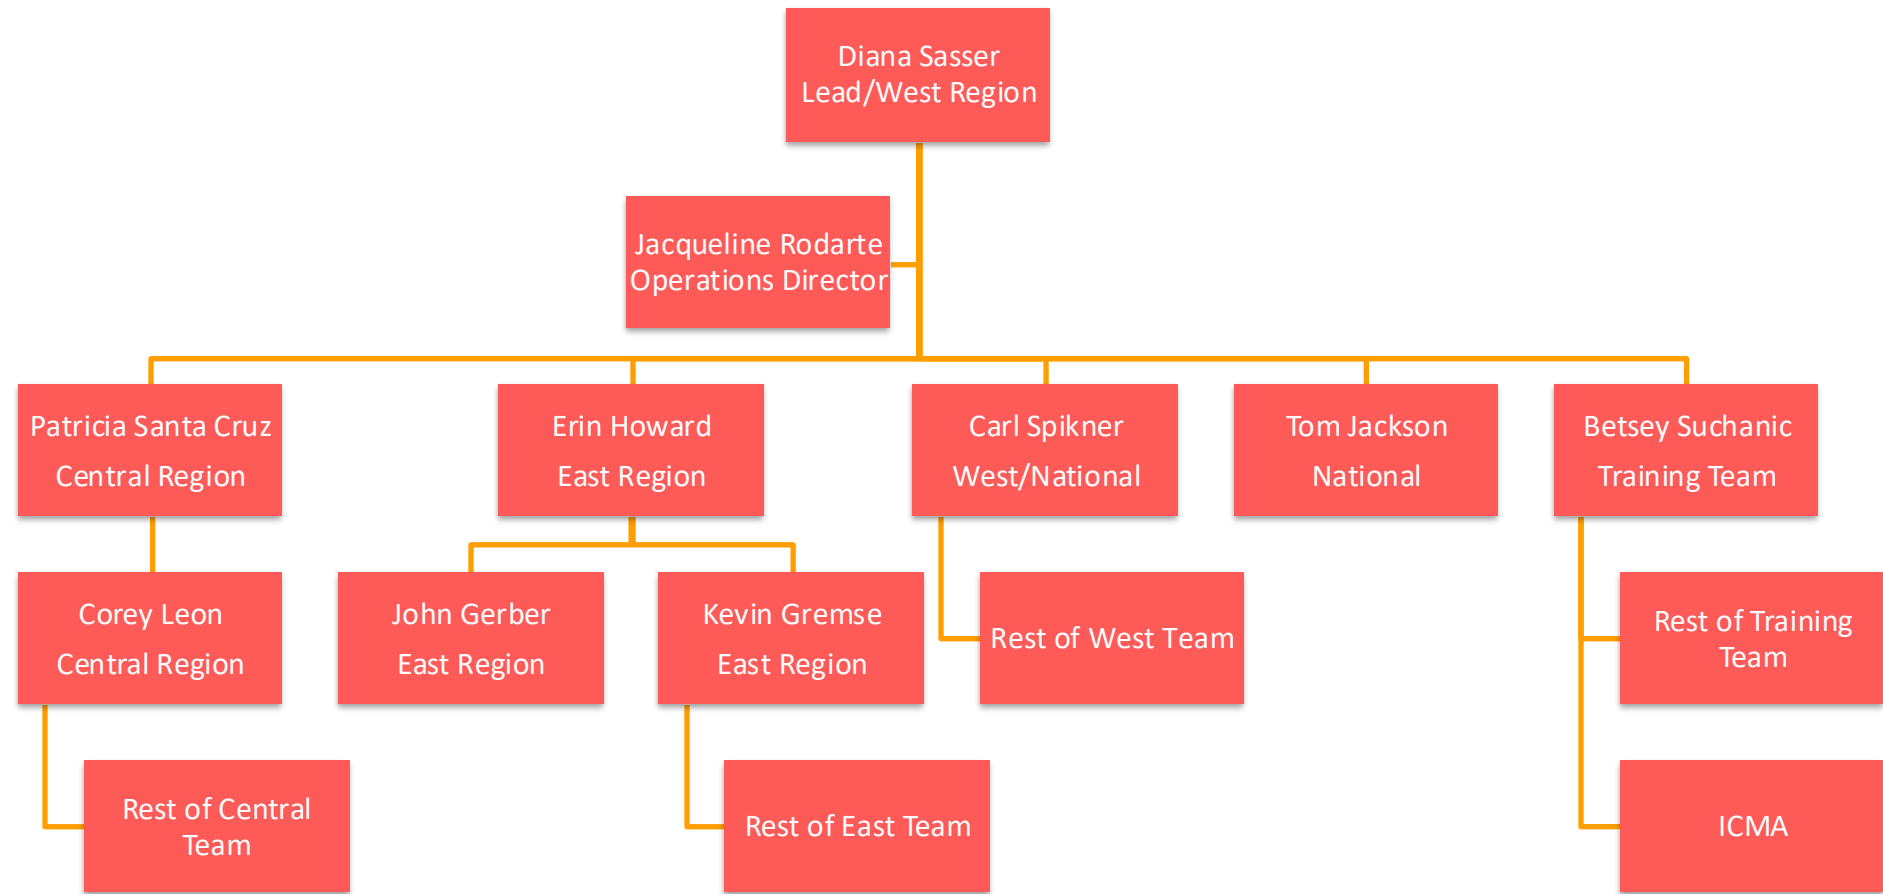 Diana Sasser
Lead/West Region
Jacqueline Rodarte
Operations Director
Patricia Santa Cruz
Central Region
Erin Howard
East Region
Carl Spikner
West/National
Tom Jackson
National
Betsey Suchanic
Training Team
Corey Leon
Central Region
John Gerber
East Region
Kevin Gremse
East Region
Rest of West Team
Rest of Training
Team
Rest of Central
Team
Rest of East Team
ICMA